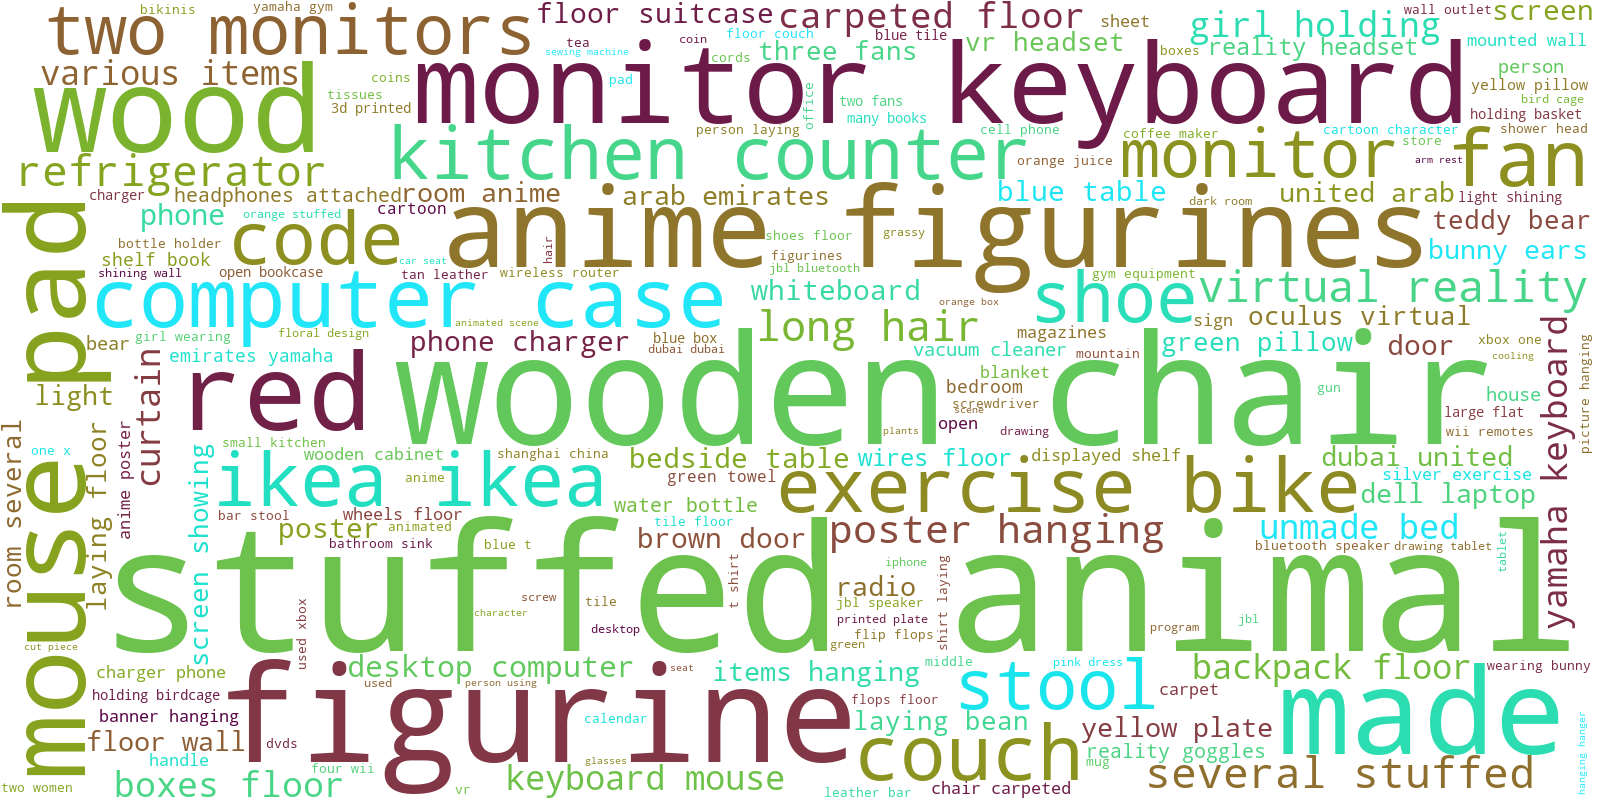 bikinis
yamaha gym
two monitors
floor suitcase
carpeted floor
sheet
girl holding
wall outlet
screen
tea
coin
floor couch
blue tile
sewing machine
cords
three fans
vr headset
boxes
reality headset
mounted wall
various items
wood
coins
tissues
3d printed
monitor keyboard
pad
office
two fans
many books
person
yellow pillow
bird cage
holding basket
person laying
cell phone
coffee maker
cartoon character
shower head
store
refrigerator
kitchen counter
orange juice
monitor
arm rest
fan
charger
headphones attached
room anime
arab emirates
blue table
dark room
united arab
light shining
phone
orange stuffed
cartoon
teddy bear
bottle holder
code
hair
anime figurines
shoes floor
grassy
bunny ears
shelf book
car seat
figurines
shining wall
open bookcase
tan leather
wireless router
jbl bluetooth
gym equipment
mouse pad
computer case
whiteboard
orange box
shoe
virtual reality
animated scene
long hair
sign
oculus virtual
girl wearing
floral design
magazines
bear
phone charger
blue box
dubai dubai
vacuum cleaner
mountain
green pillow
door
xbox one
cooling
emirates yamaha
curtain
red
wooden chair
blanket
bedroom
screwdriver
scene
gun
house
picture hanging
light
large flat
yamaha keyboard
open
plants
drawing
wii remotes
room several
laying floor
anime poster
one x
small kitchen
wooden cabinet
shanghai china
bedside table
wires floor
displayed shelf
dubai united
screen showing
ikea ikea
anime
green towel
exercise bike
silver exercise
dell laptop
water bottle
bar stool
wheels floor
poster
animated
tile floor
brown door
poster hanging
unmade bed
bathroom sink
blue t
bluetooth speaker
drawing tablet
tablet
stuffed animal
t shirt
iphone
shirt laying
radio
used xbox
screw
tile
jbl speaker
character
printed plate
jbl
desktop
flip flops
program
cut piece
green
charger phone
desktop computer
seat
items hanging
middle
pink dress
backpack floor
wearing bunny
holding birdcage
used
person using
figurine
flops floor
stool
carpet
made
banner hanging
calendar
laying bean
yellow plate
hanging hanger
floor wall
dvds
couch
reality goggles
handle
four wii
glasses
mug
two women
boxes floor
vr
keyboard mouse
leather bar
chair carpeted
several stuffed